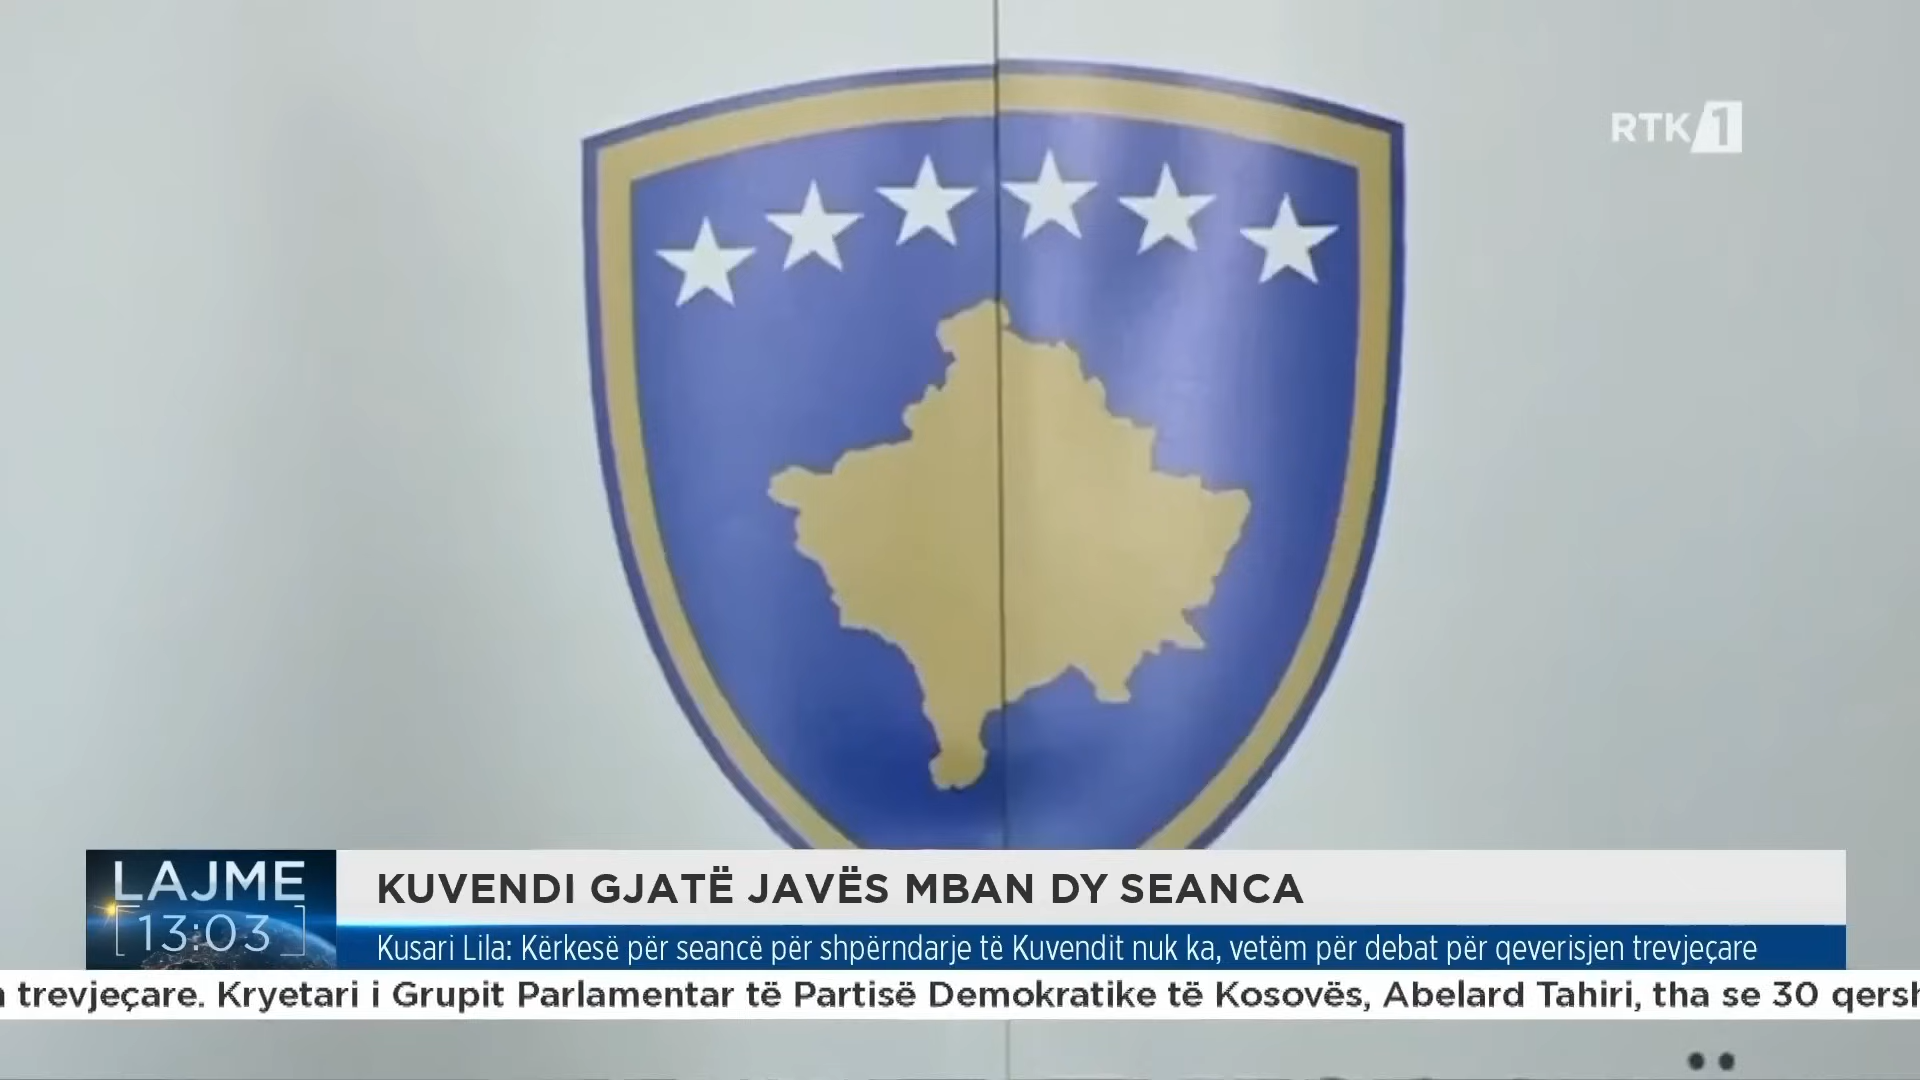 RTK 1
LAJME
13:03
KUVENDI GJATË JAVËS MBAN DY SEANCA
Kusari Lila: Kërkesë për seancë për shpërndarje të Kuvendit nuk ka, vetëm për debat për qeverisjen trevjeçare
trevjeçare. Kryetari i Grupit Parlamentar të Partisë Demokratike të Kosovës, Abelard Tahiri, tha se 30